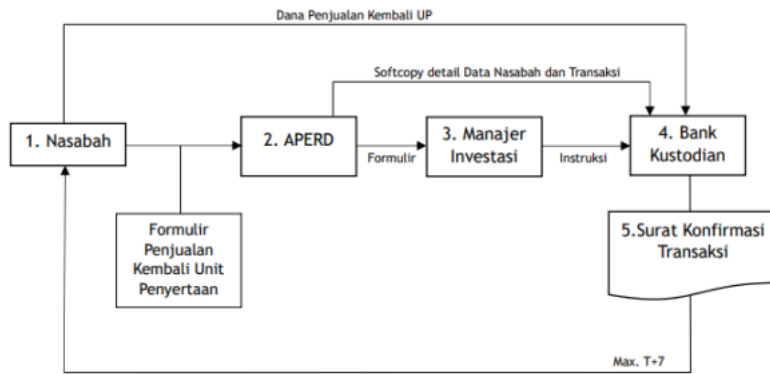 Dana Penjualan Kembali UP
Softcopy detail Data Nasabah dan Transaksi
1. Nasabah
2. APERD
Formulir
3. Manajer
Investasi
Instruksi
4. Bank
Kustodian
Formulir
Penjualan
Kembali Unit
Penyertaan
5.Surat Konfirmasi
Transaksi
Max. T+7